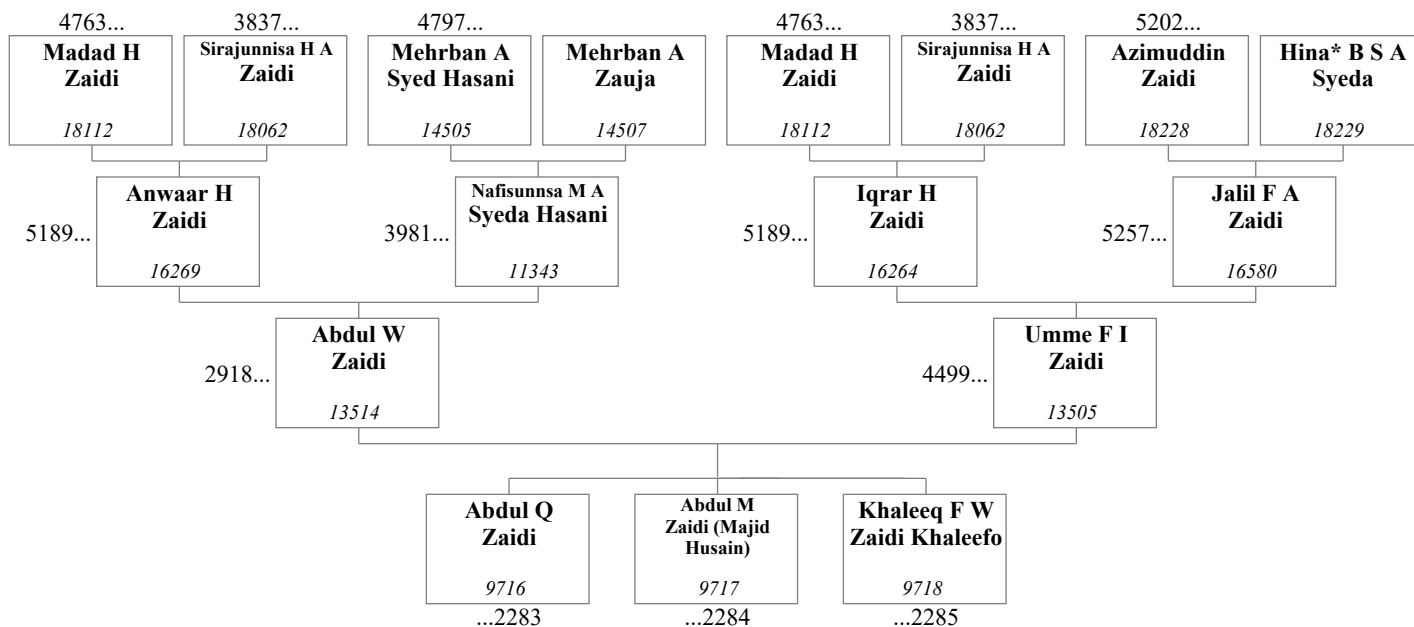 4763...
3837...
4797...
4763...
3837...
5202...
Madad H
Zaidi
18112
Sirajunnisa H A
Zaidi
18062
Mehrban A
Syed Hasani
14505
Mehrban A
Zauja
14507
Madad H
Zaidi
18112
Sirajunnisa H A
Zaidi
18062
Azimuddin
Zaidi
18228
Hina* B S A
Syeda
18229
5189...
Anwaar H
Zaidi
16269
3981...
Nafisunnsa M A
Syeda Hasani
11343
5189...
Iqrar H
Zaidi
16264
5257...
Jalil F A
Zaidi
16580
2918...
Abdul W
Zaidi
13514
4499...
Umme F I
Zaidi
13505
Abdul Q
Zaidi
9716
Abdul M
Zaidi (Majid
Husain)
9717
Khaleeq F W
Zaidi Khaleefo
9718
...2283
...2284
...2285